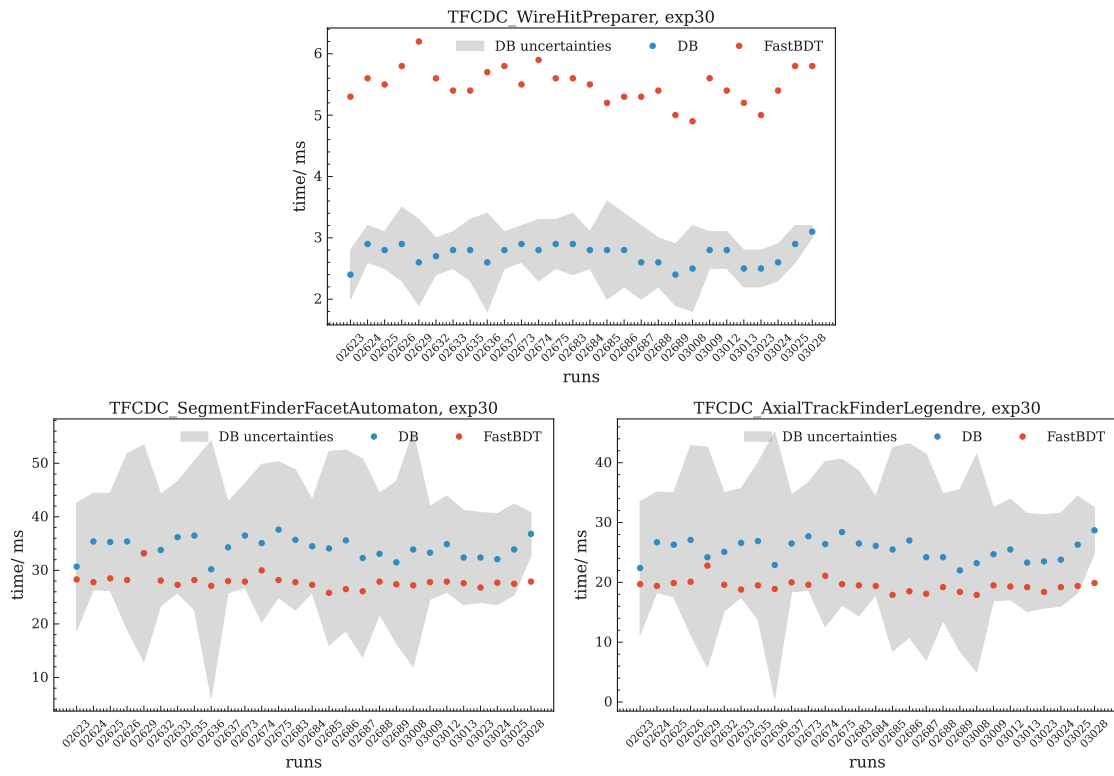 TFCDC_WireHitPreparer, exp30
DB uncertainties DB FastBDT
6
5
4
3
2
time/ ms
02623 02624 02625 02626 02629 02632 02633 02635 02636 02637 02673 02674 02675 02683 02684 02685 02686 02687 02688 02689 03008 03009 03012 03013 03023 03024 03025 03028
runs
TFCDC_SegmentFinderFacetAutomaton, exp30
DB uncertainties DB FastBDT
50
40
30
20
10
time/ ms
02623 02624 02625 02626 02629 02632 02633 02635 02636 02637 02673 02674 02675 02683 02684 02685 02686 02687 02688 02689 03008 03009 03012 03013 03023 03024 03025 03028
runs
TFCDC_AxialTrackFinderLegendre, exp30
DB uncertainties DB FastBDT
40
30
20
10
0
time/ ms
02623 02624 02625 02626 02629 02632 02633 02635 02636 02637 02673 02674 02675 02683 02684 02685 02686 02687 02688 02689 03008 03009 03012 03013 03023 03024 03025 03028
runs